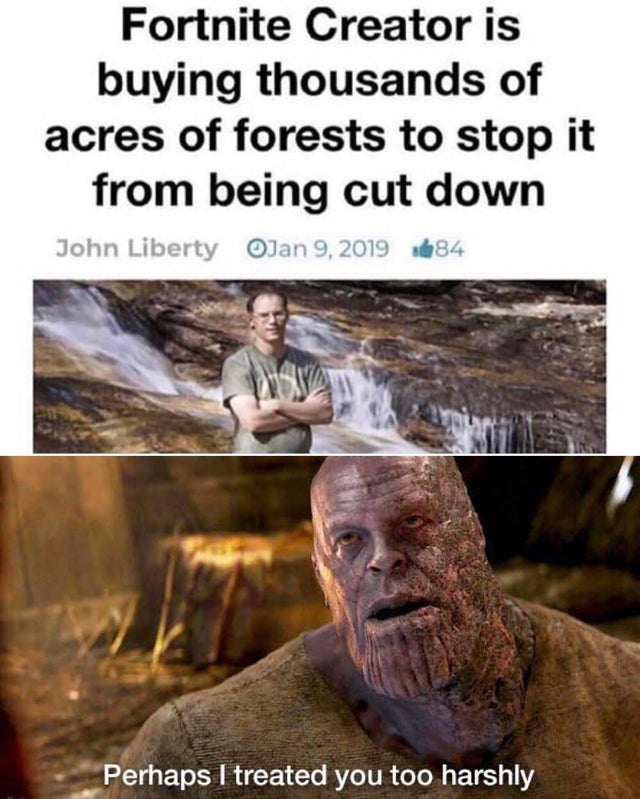 Fortnite Creator is
buying thousands of
acres of forests to stop it
from being cut down
John Liberty Jan 9, 2019 84
Perhaps I treated you too harshly